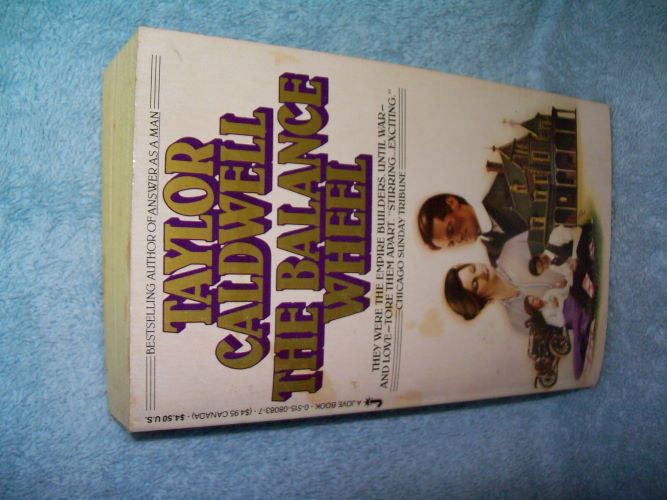 BESTSELLING AUTHOR OF ANSWER AS A MAN
TAYLOR
CALDWELL
THE BALANCE
WHEEL
THEY WERE THE EMPIRE BUILDERS. UNTIL WAR—
AND LOVE—TORE THEM APART. "STIRRING...EXCITING."
CHICAGO SUNDAY TRIBUNE
J A JOVE BOOK • 0-515-08083-7 • ($4.95 CANADA) • $4.50 U.S.